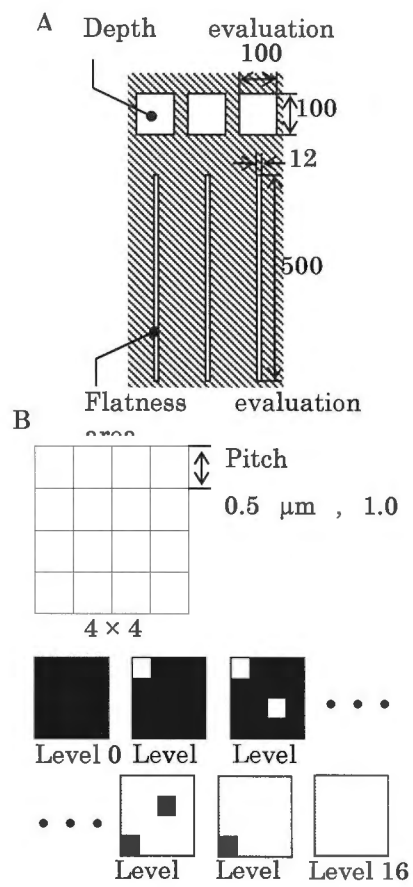 A
Depth evaluation
100
100
12
500
Flatness evaluation
area
B
Pitch
0.5 μm , 1.0
4 × 4
Level 0 Level Level
Level Level Level 16